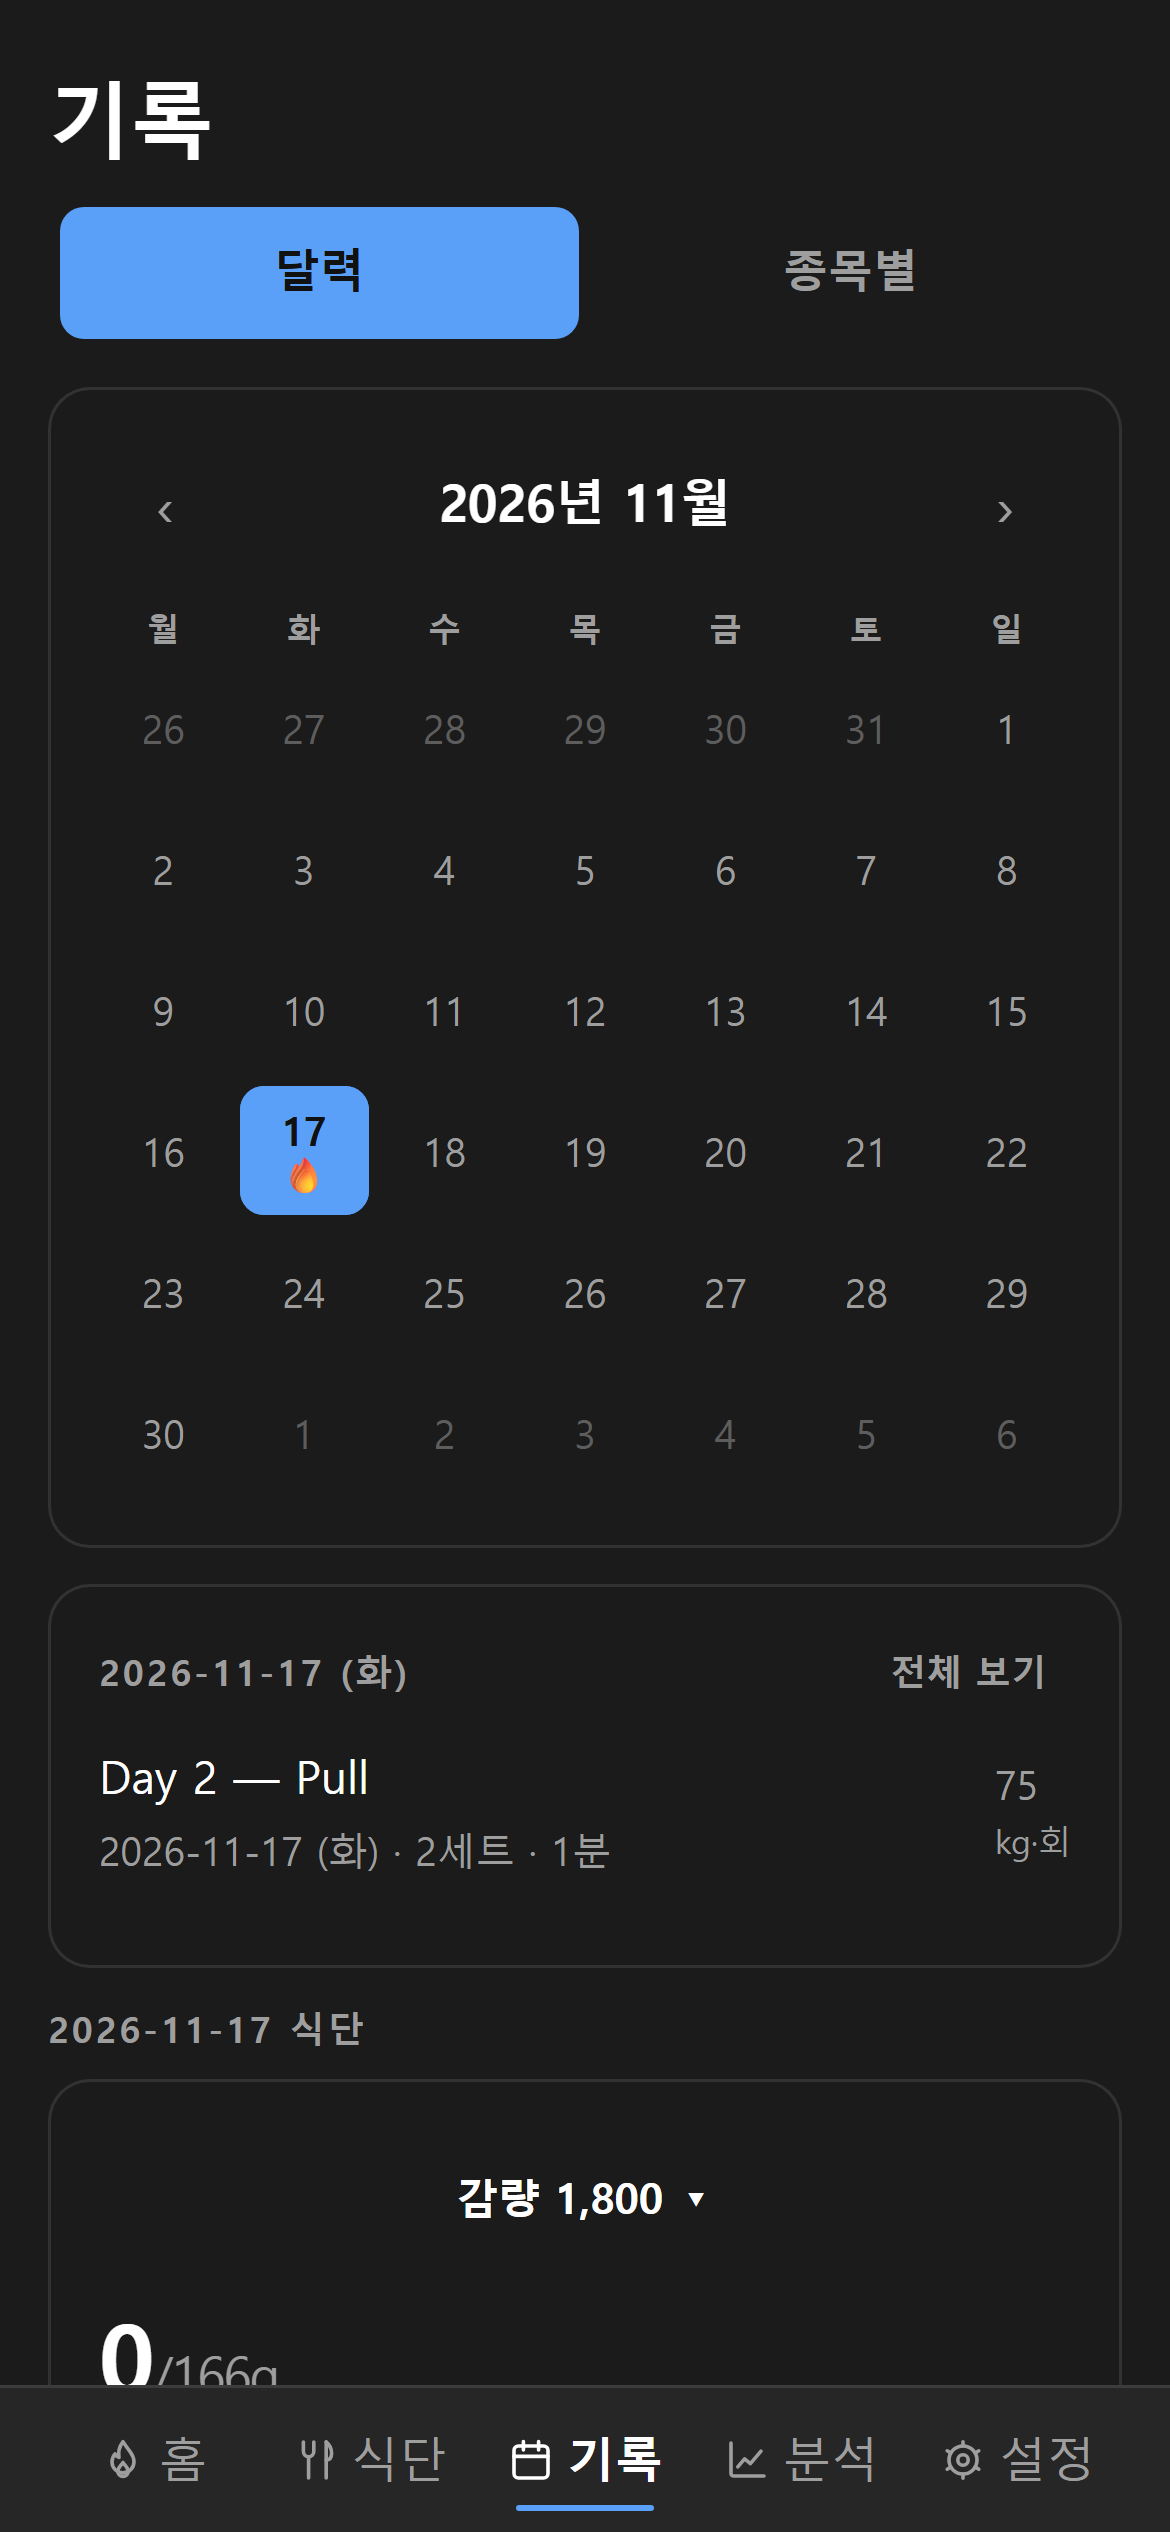 기록
달력 종목별
‹ 2026년 11월 ›
월 화 수 목 금 토 일
26 27 28 29 30 31 1
2 3 4 5 6 7 8
9 10 11 12 13 14 15
16 17 18 19 20 21 22
23 24 25 26 27 28 29
30 1 2 3 4 5 6
2026-11-17 (화) 전체 보기
Day 2 — Pull
2026-11-17 (화) · 2세트 · 1분
75
kg·회
2026-11-17 식단
감량 1,800 ▼
0/166g
홈 식단 기록 분석 설정